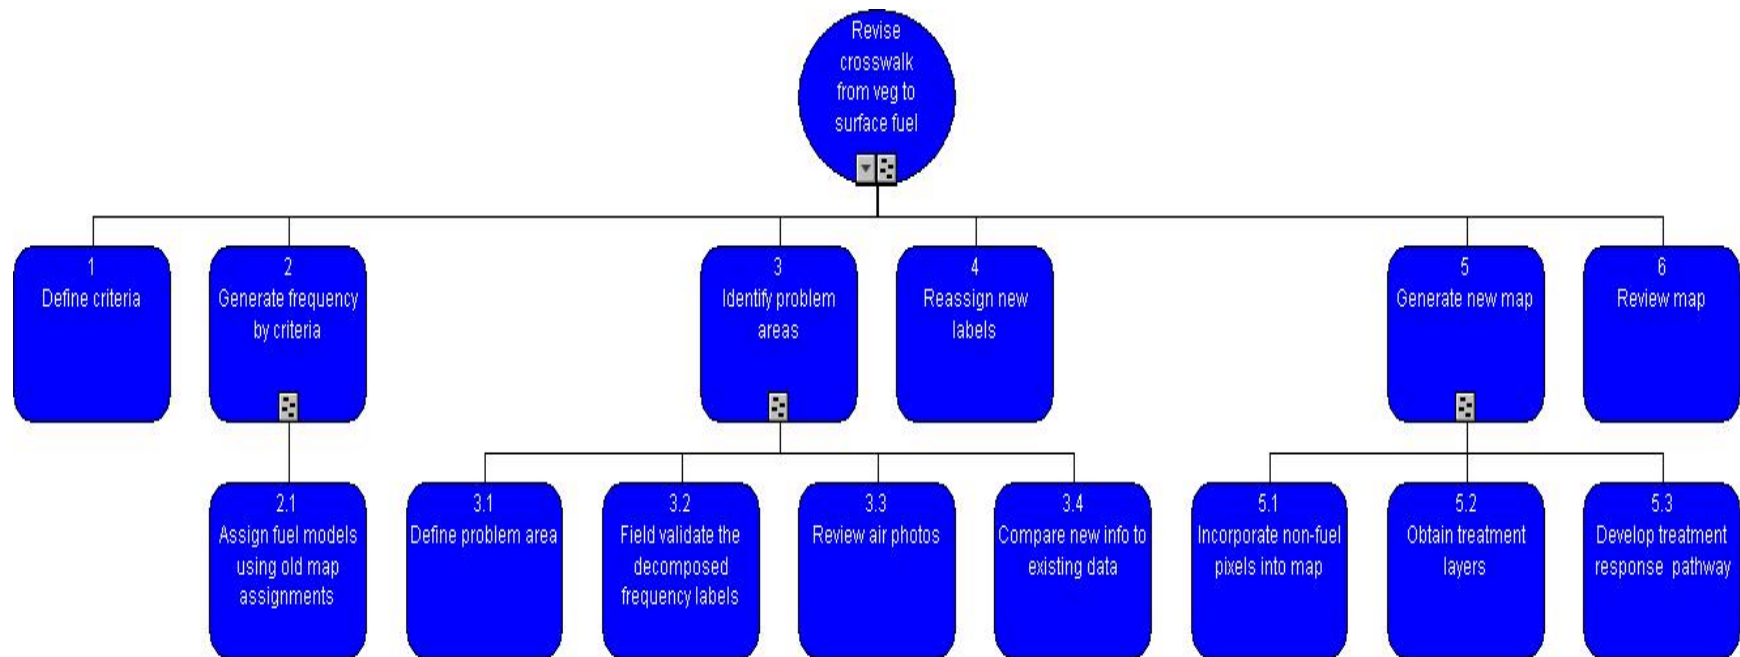 Revise
crosswalk
from veg to
surface fuel
1
Define criteria
2
Generate frequency
by criteria
3
Identify problem
areas
4
Reassign new
labels
5
Generate new map
6
Review map
2.1
Assign fuel models
using old map
assignments
3.1
Define problem area
3.2
Field validate the
decomposed
frequency labels
3.3
Review air photos
3.4
Compare new info to
existing data
5.1
Incorporate non-fuel
pixels into map
5.2
Obtain treatment
layers
5.3
Develop treatment
response pathway